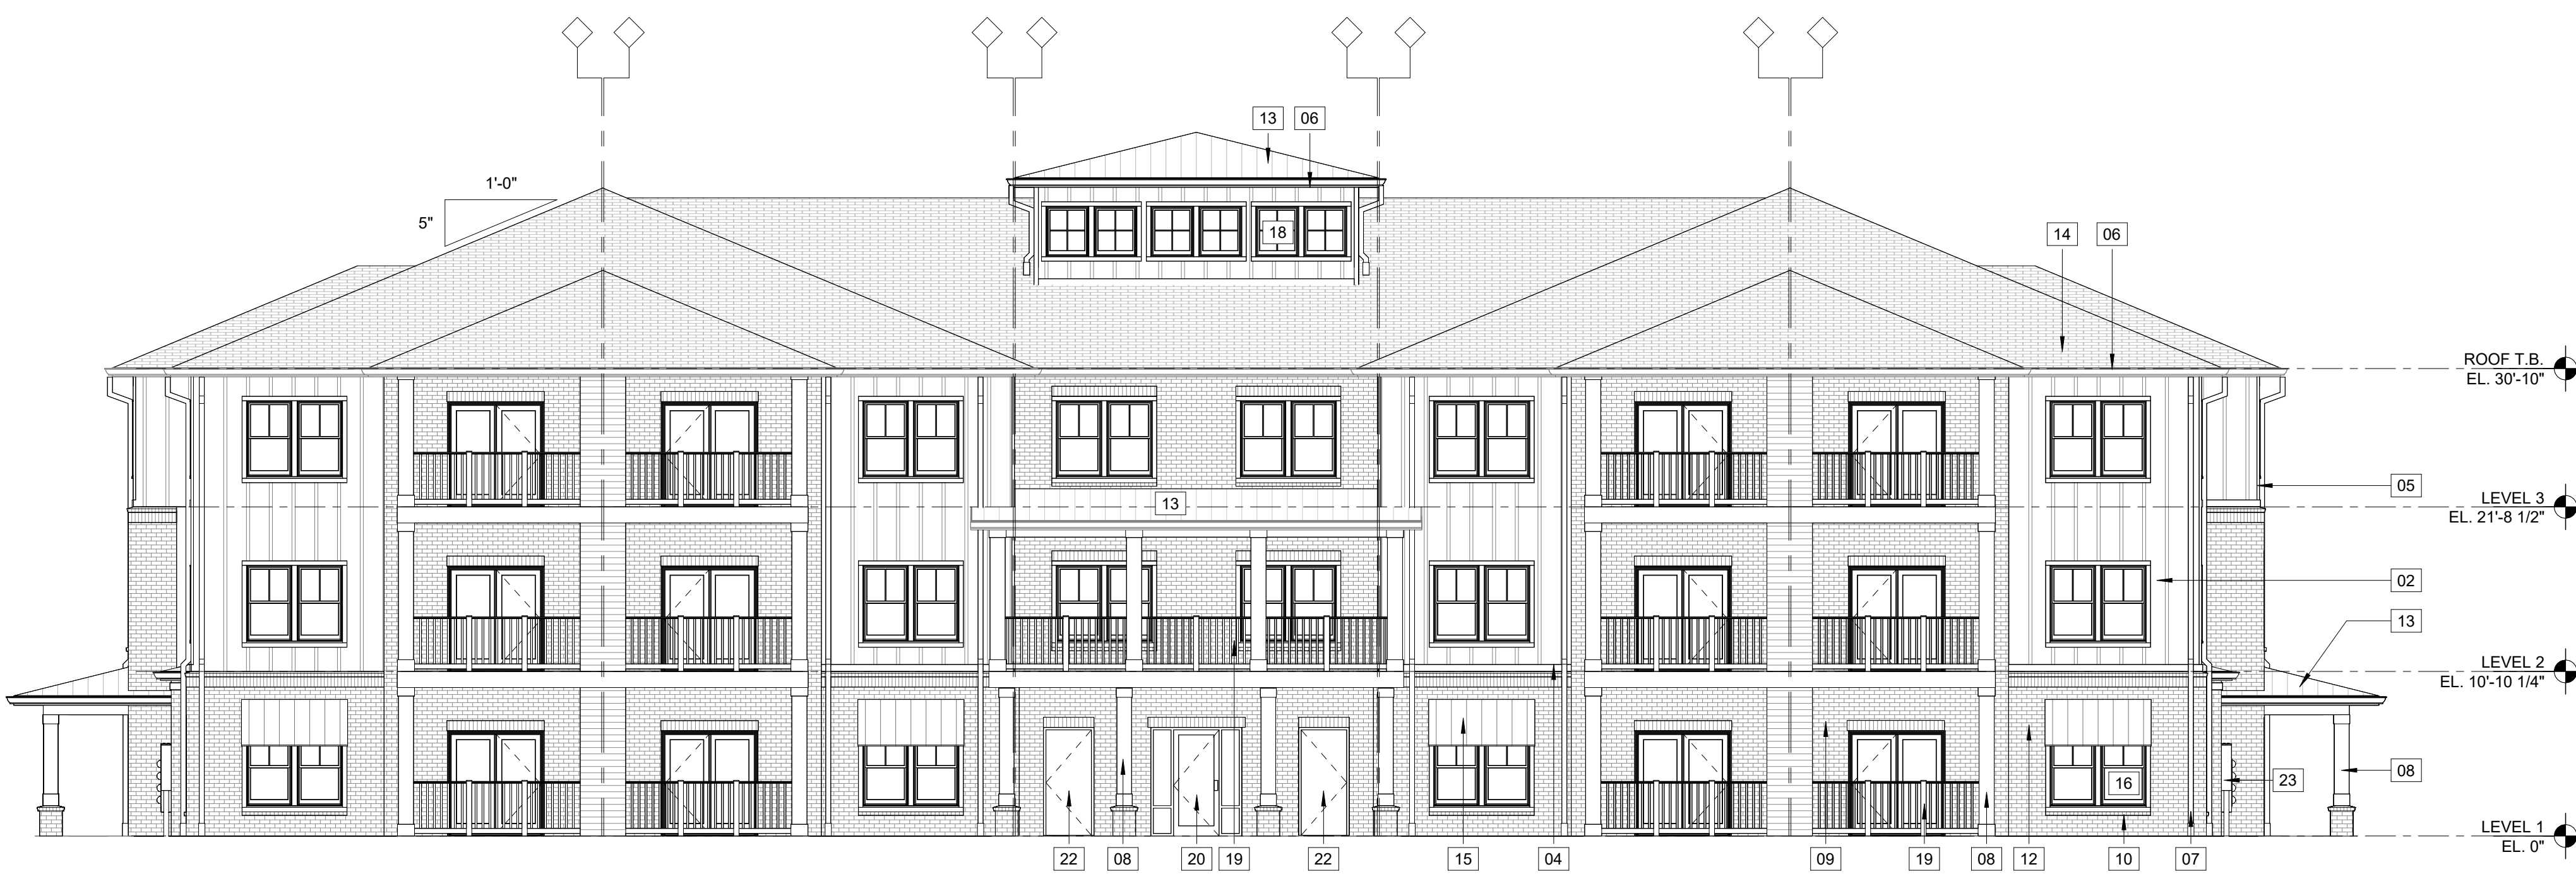 13 06
1'-0"
5"
18
14 06
ROOF T.B.
EL. 30'-10"
05
13
LEVEL 3
EL. 21'-8 1/2"
02
13
LEVEL 2
EL. 10'-10 1/4"
16
23
08
LEVEL 1
EL. 0"
22 08 20 19 22 15 04 09 19 08 12 10 07